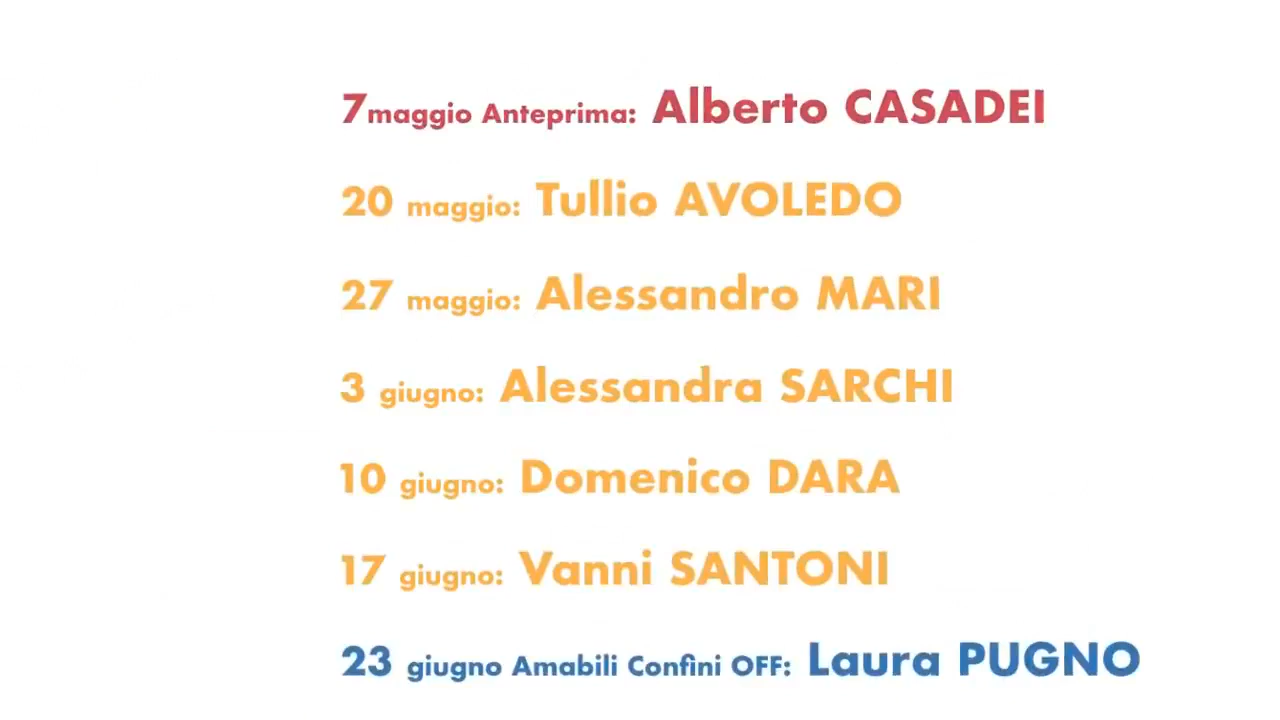 7maggio Anteprima: Alberto CASADEI
20 maggio: Tullio AVOLEDO
27 maggio: Alessandro MARI
3 giugno: Alessandra SARCHI
10 giugno: Domenico DARA
17 giugno: Vanni SANTONI
23 giugno Amabili Confini OFF: Laura PUGNO